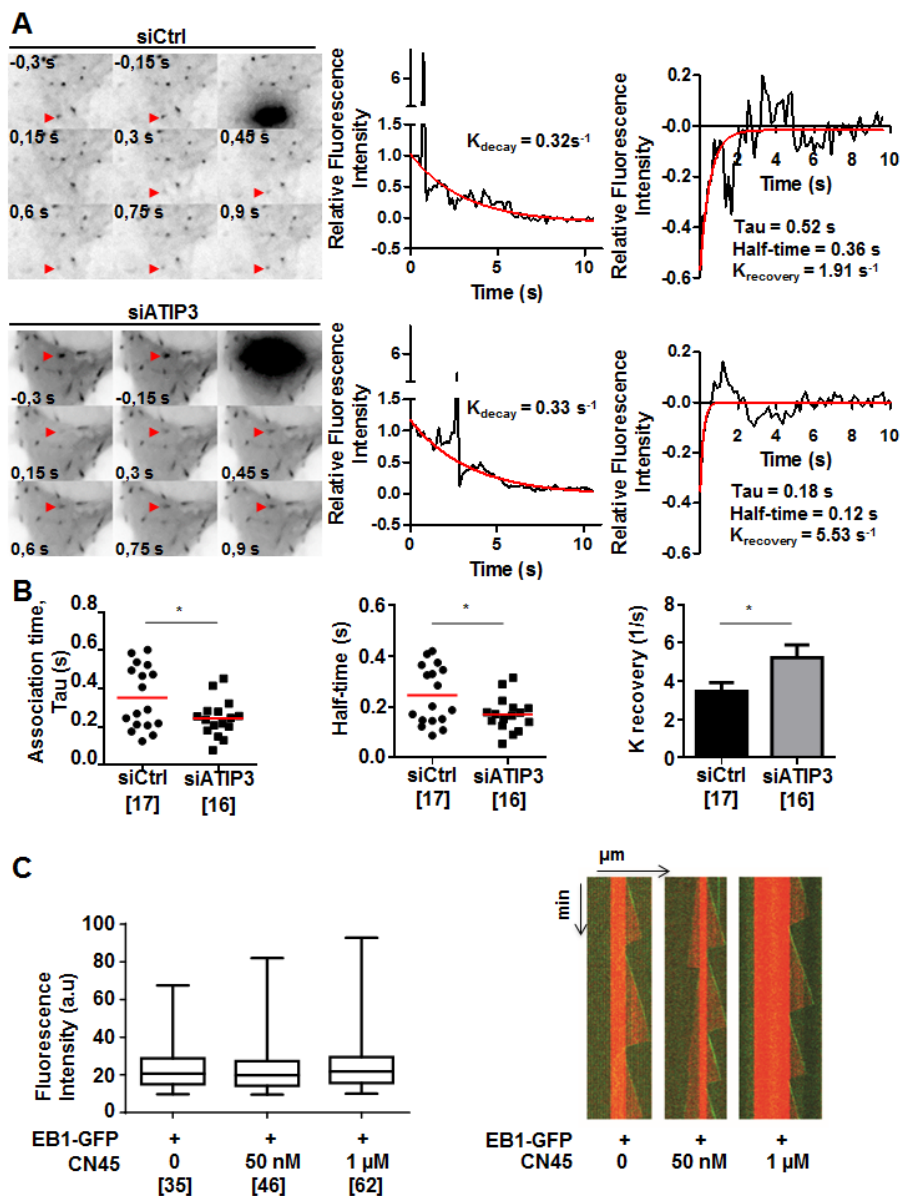 A
siCtrl
-0,3 s -0,15 s
0,15 s 0,3 s 0,45 s
0,6 s 0,75 s 0,9 s
Relative Fluorescence Intensity
6
1.5
1.0
0.5
0.0
-0.5
0 5 10
Time (s)
Kdecay = 0.32s-1
Relative Fluorescence Intensity
0.2
-0.0
-0.2
-0.4
-0.6
2 4 6 8 10
Time (s)
Tau = 0.52 s
Half-time = 0.36 s
Krecovery = 1.91 s-1
siATIP3
-0,3 s -0,15 s
0,15 s 0,3 s 0,45 s
0,6 s 0,75 s 0,9 s
Relative Fluorescence Intensity
6
1.5
1.0
0.5
0.0
-0.5
0 5 10
Time (s)
Kdecay = 0.33 s-1
Relative Fluorescence Intensity
-0.2
-0.0
-0.2
-0.4
-0.6
2 4 6 8 10
Time (s)
Tau = 0.18 s
Half-time = 0.12 s
Krecovery = 5.53 s-1
B
Association time, Tau (s)
0.8
0.6
0.4
0.2
0.0
*
siCtrl siATIP3
[17] [16]
Half-time (s)
0.6
0.4
0.2
0.0
*
siCtrl siATIP3
[17] [16]
K recovery (1/s)
8
6
4
2
0
*
siCtrl siATIP3
[17] [16]
C
Fluorescence Intensity (a.u)
100
80
60
40
20
0
EB1-GFP + + +
CN45 0 50 nM 1 µM
[35] [46] [62]
µm
min
EB1-GFP + + +
CN45 0 50 nM 1 µM